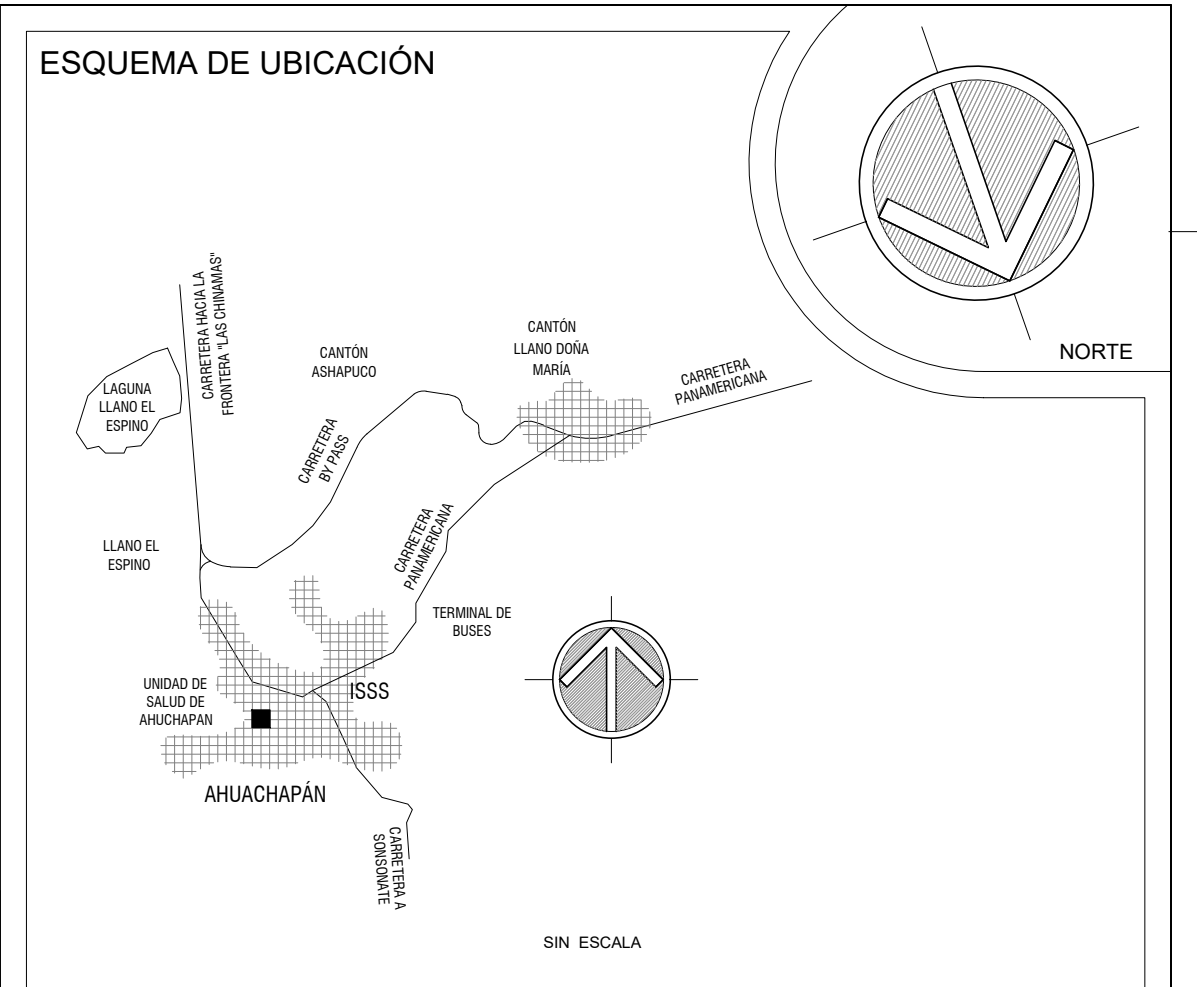 ESQUEMA DE UBICACIÓN
NORTE
CARRETERA HACIA LA
FRONTERA "LAS CHINAMAS"
LAGUNA
LLANO EL
ESPINO
CANTÓN
ASHAPUCO
CANTÓN
LLANO DOÑA
MARÍA
CARRETERA
PANAMERICANA
CARRETERA
BY PASS
CARRETERA
PANAMERICANA
LLANO EL
ESPINO
TERMINAL DE
BUSES
UNIDAD DE
SALUD DE
AHUCHAPAN
ISSS
AHUACHAPÁN
CARRETERA A
SONSONATE
SIN ESCALA